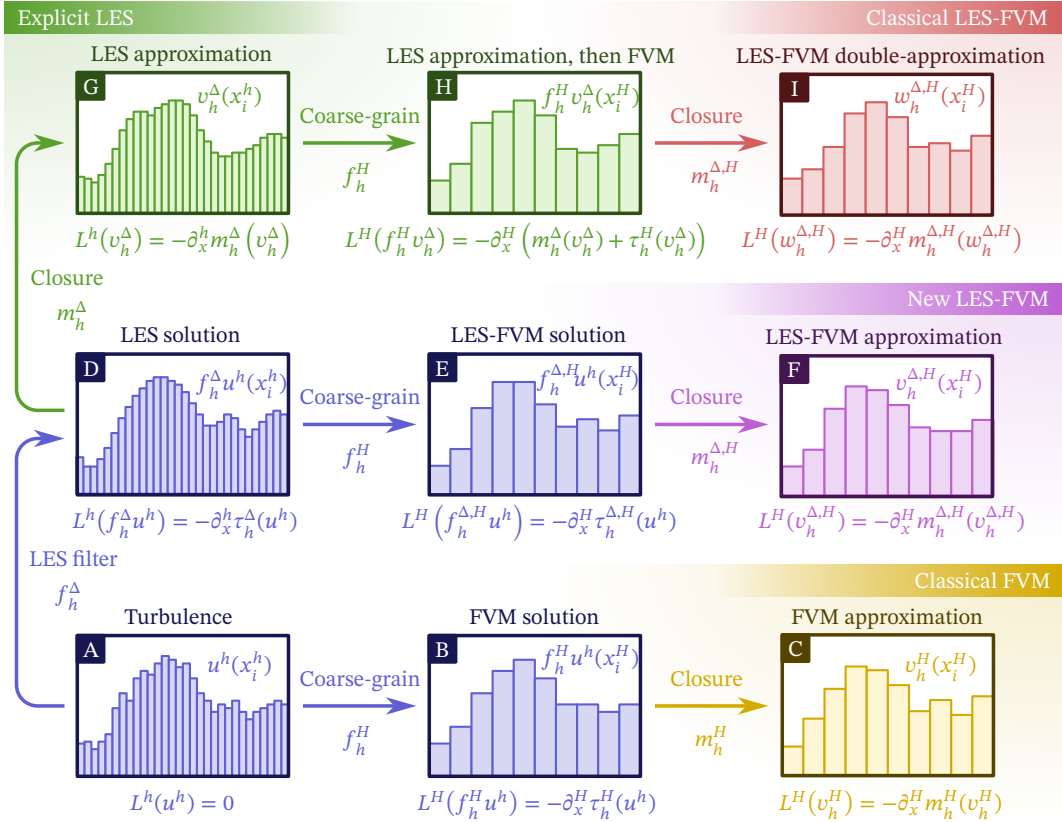 Explicit LES
Classical LES-FVM
LES approximation
LES approximation, then FVM
LES-FVM double-approximation
G
v_h^Δ(x_i^h)
Coarse-grain
f_h^H
H
f_h^H v_h^Δ(x_i^H)
Closure
m_h^{Δ,H}
I
w_h^{Δ,H}(x_i^H)
L^h(v_h^Δ) = −∂_x^h m_h^Δ(v_h^Δ)
L^H(f_h^H v_h^Δ) = −∂_x^H(m_h^Δ(v_h^Δ) + τ_h^H(v_h^Δ))
L^H(w_h^{Δ,H}) = −∂_x^H m_h^{Δ,H}(w_h^{Δ,H})
Closure
m_h^Δ
New LES-FVM
LES solution
LES-FVM solution
LES-FVM approximation
D
f_h^Δ u^h(x_i^h)
Coarse-grain
f_h^H
E
f_h^{Δ,H} u^h(x_i^H)
Closure
m_h^{Δ,H}
F
v_h^{Δ,H}(x_i^H)
L^h(f_h^Δ u^h) = −∂_x^h τ_h^Δ(u^h)
L^H(f_h^{Δ,H} u^h) = −∂_x^H τ_h^{Δ,H}(u^h)
L^H(v_h^{Δ,H}) = −∂_x^H m_h^{Δ,H}(v_h^{Δ,H})
LES filter
f_h^Δ
Classical FVM
Turbulence
FVM solution
FVM approximation
A
u^h(x_i^h)
Coarse-grain
f_h^H
B
f_h^H u^h(x_i^H)
Closure
m_h^H
C
v_h^H(x_i^H)
L^h(u^h) = 0
L^H(f_h^H u^h) = −∂_x^H τ_h^H(u^h)
L^H(v_h^H) = −∂_x^H m_h^H(v_h^H)